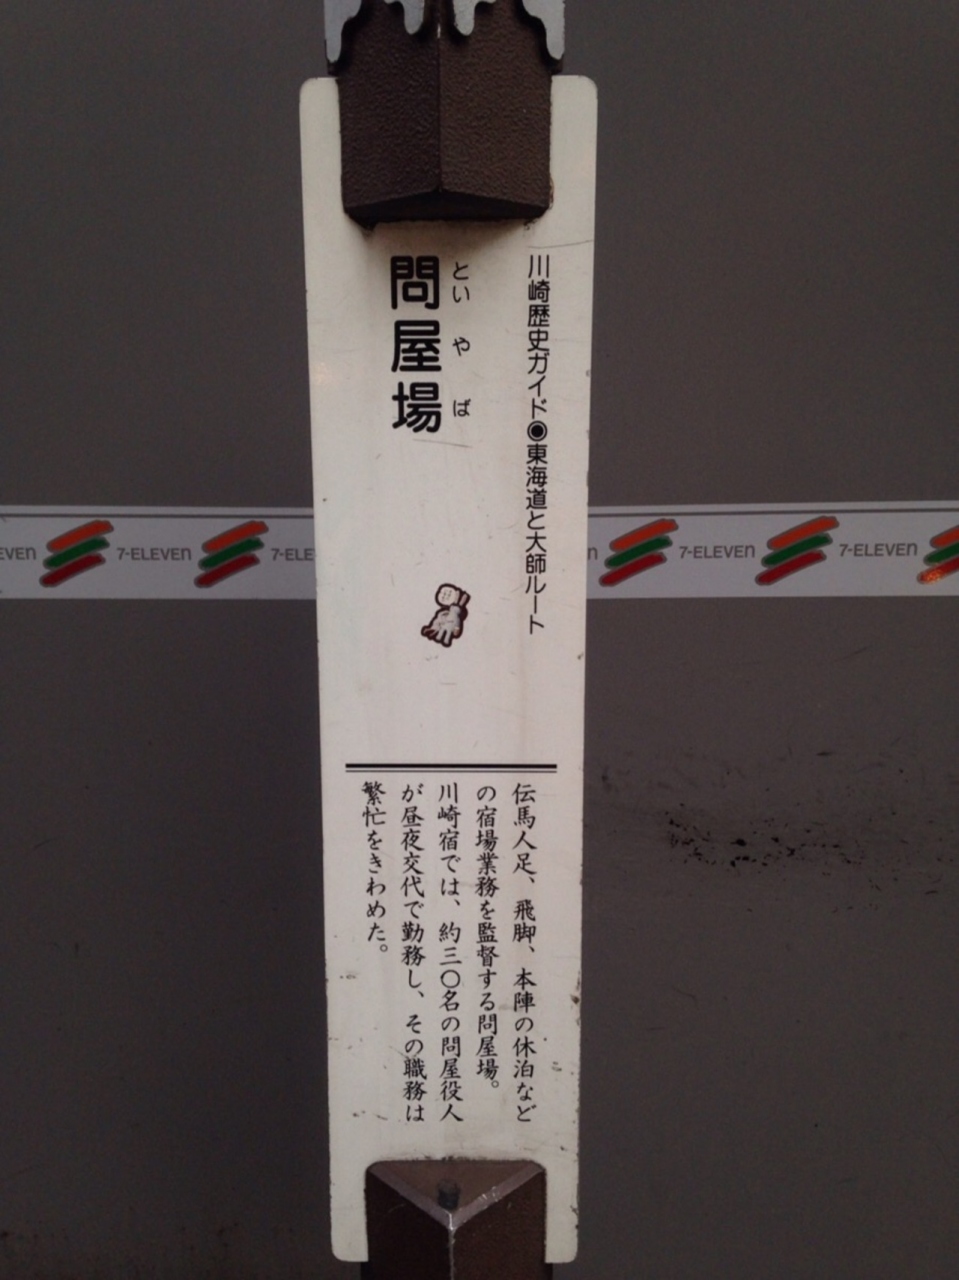 川崎歴史ガイド◉東海道と大師ルート
といやば
問屋場
伝馬人足、飛脚、本陣の休泊など
の宿場業務を監督する問屋場。
川崎宿では、約三〇名の問屋役人
が昼夜交代で勤務し、その職務は
繁忙をきわめた。
7-ELEVEn
7-ELEVEn
7-ELEVEn